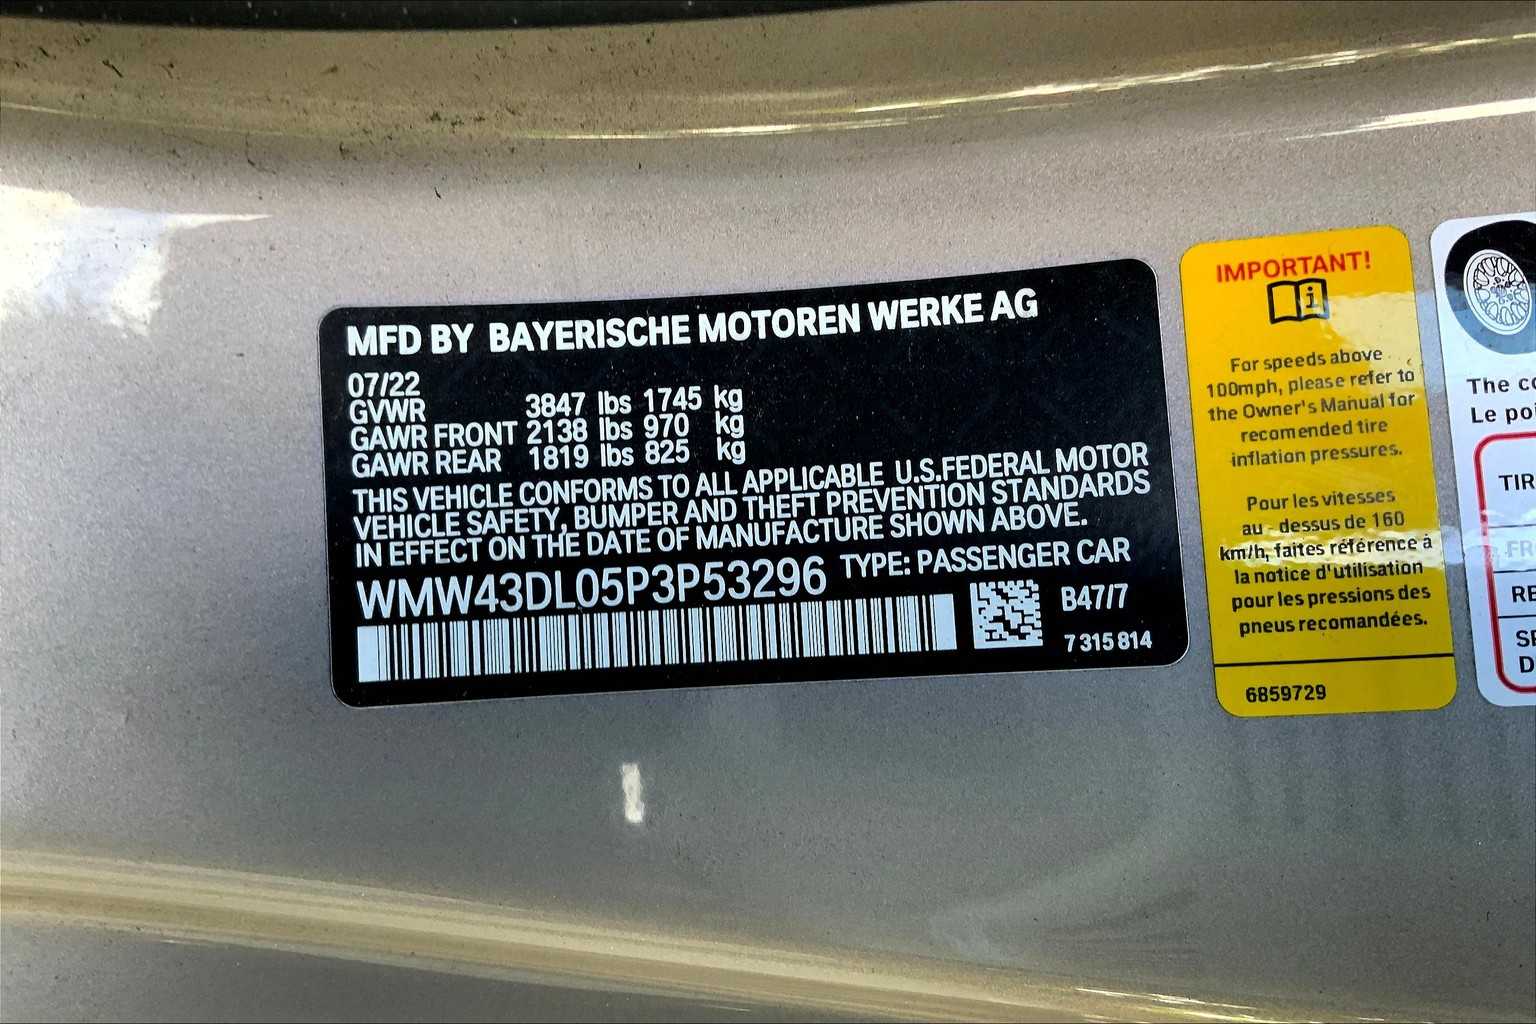 MFD BY BAYERISCHE MOTOREN WERKE AG
07/22
GVWR 3847 lbs 1745 kg
GAWR FRONT 2138 lbs 970 kg
GAWR REAR 1819 lbs 825 kg
THIS VEHICLE CONFORMS TO ALL APPLICABLE U.S.FEDERAL MOTOR
VEHICLE SAFETY, BUMPER AND THEFT PREVENTION STANDARDS
IN EFFECT ON THE DATE OF MANUFACTURE SHOWN ABOVE.
WMW43DL05P3P53296 TYPE: PASSENGER CAR
B47/7
7 315 814
IMPORTANT!
For speeds above
100mph, please refer to
the Owner's Manual for
recomended tire
inflation pressures.
Pour les vitesses
au - dessus de 160
km/h, faites référence à
la notice d'utilisation
pour les pressions des
pneus recomandées.
6859729
The
Le